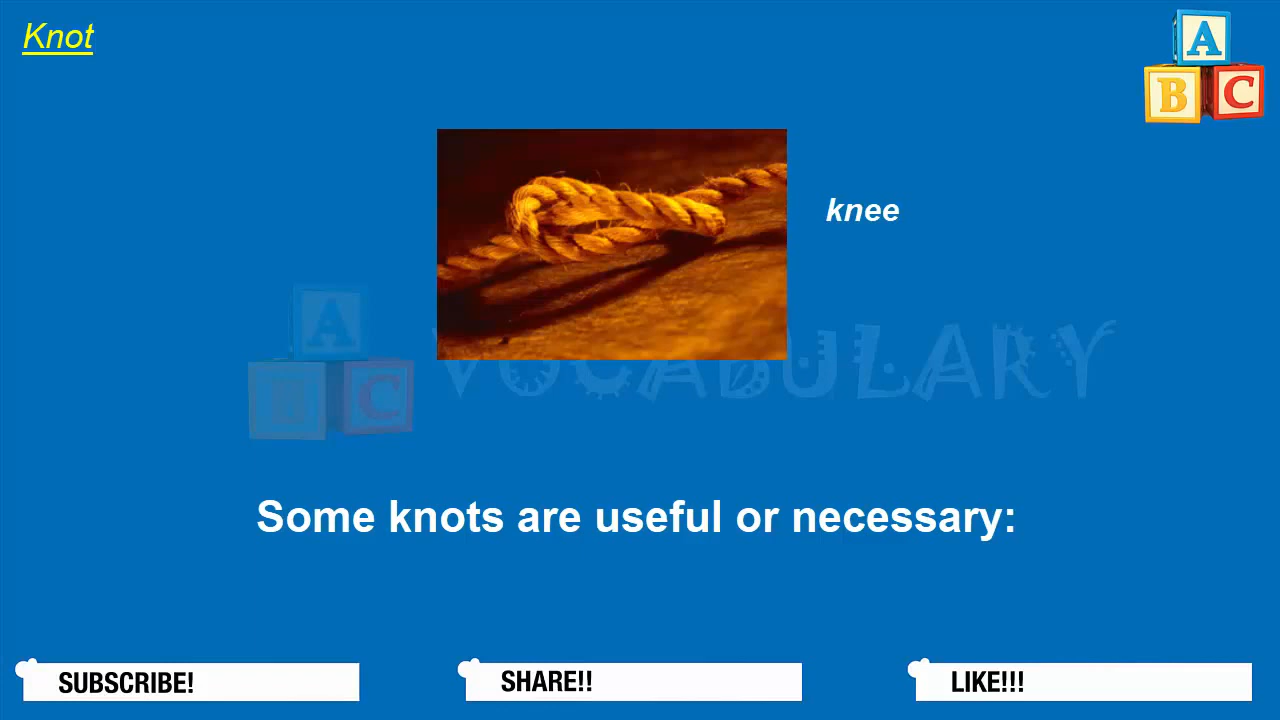 Knot
A
B C
knee
A
B C VOCABULARY
Some knots are useful or necessary:
SUBSCRIBE! SHARE!! LIKE!!!